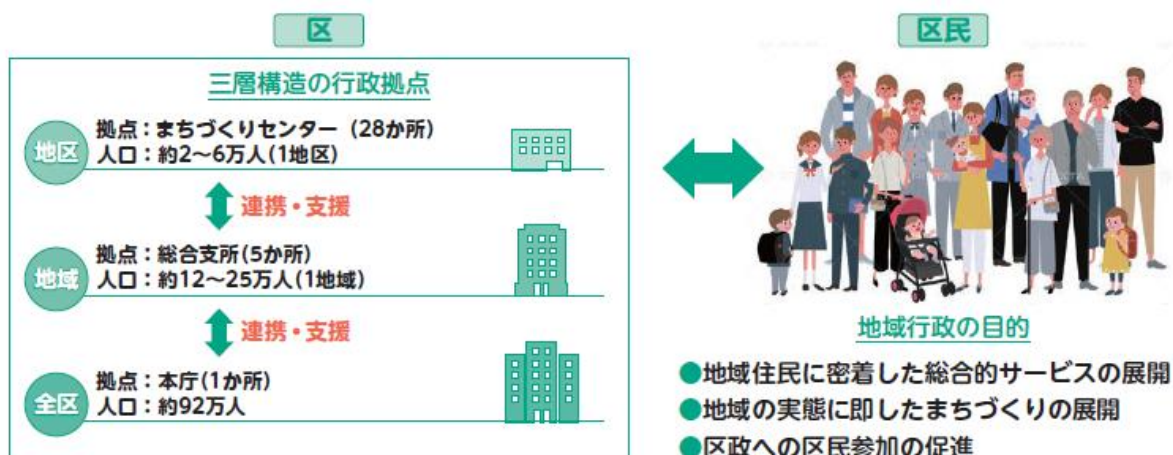 区
三層構造の行政拠点
地区
拠点：まちづくりセンター（28か所）
人口：約2～6万人(1地区)
連携・支援
地域
拠点：総合支所(5か所)
人口：約12～25万人(1地域)
連携・支援
全区
拠点：本庁(1か所)
人口：約92万人
区民
地域行政の目的
●地域住民に密着した総合的サービスの展開
●地域の実態に即したまちづくりの展開
●区政への区民参加の促進